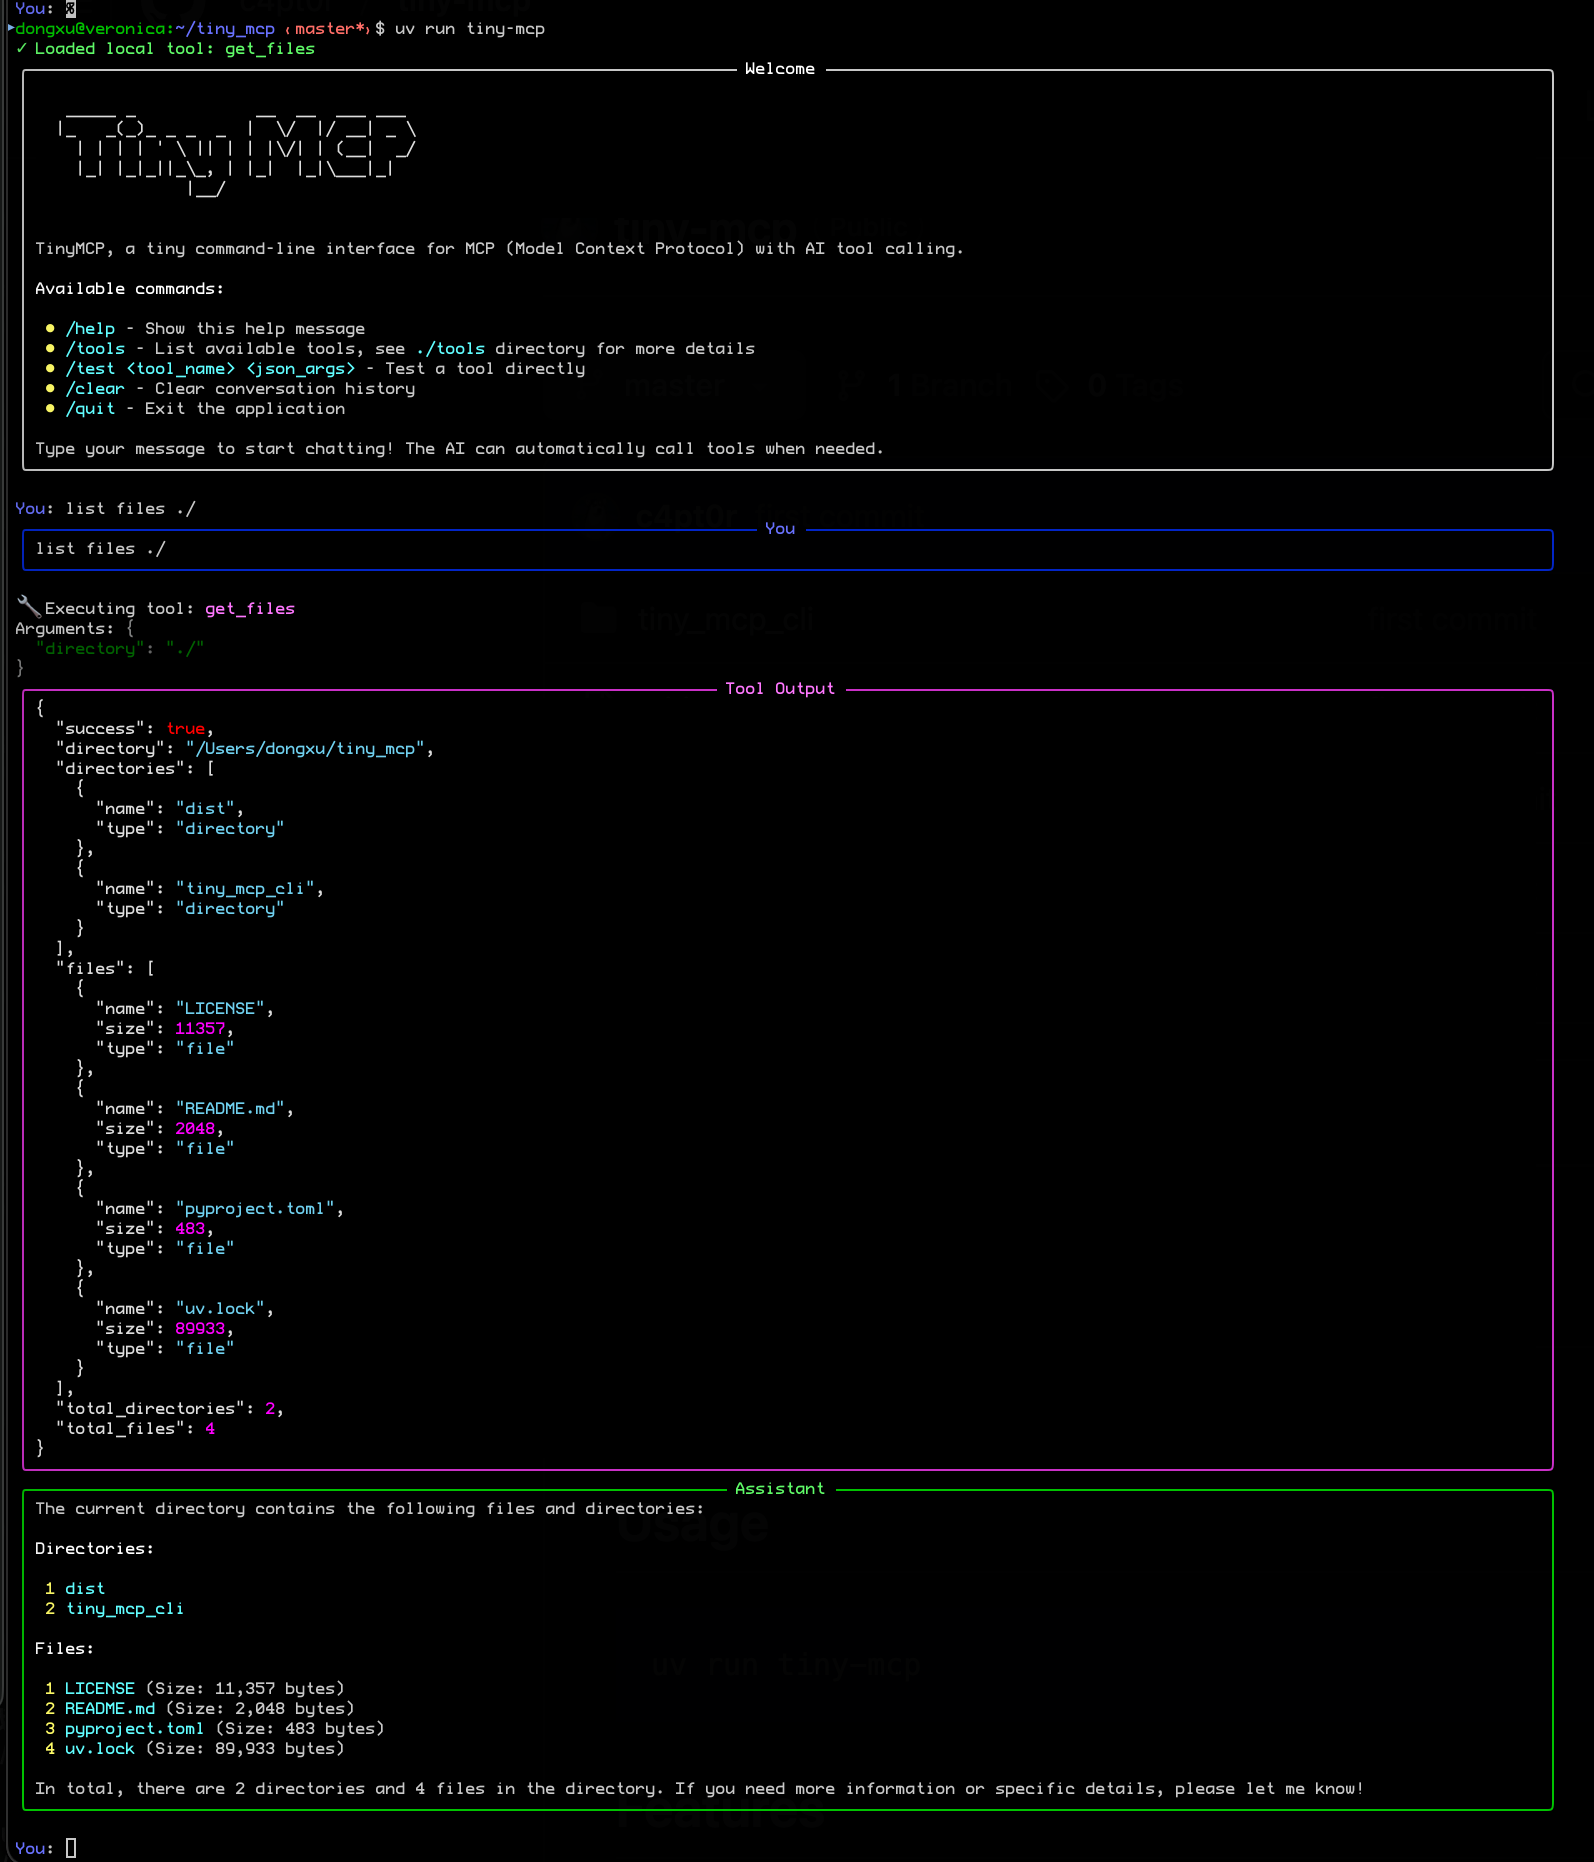 You: %
dongxu@veronica:~/tiny_mcp ‹master*›$ uv run tiny-mcp
✓ Loaded local tool: get_files
Welcome
  _____ _            __  __  ___ ___
 |_   _(_)_ _ _  _  |  \/  |/ __| _ \
   | | | | ' \ || | | |\/| | (__|  _/
   |_| |_|_||_\_, | |_|  |_|\___|_|
              |__/
TinyMCP, a tiny command-line interface for MCP (Model Context Protocol) with AI tool calling.
Available commands:
• /help - Show this help message
• /tools - List available tools, see ./tools directory for more details
• /test <tool_name> <json_args> - Test a tool directly
• /clear - Clear conversation history
• /quit - Exit the application
Type your message to start chatting! The AI can automatically call tools when needed.
You: list files ./
You
list files ./
🔧Executing tool: get_files
Arguments: {
  "directory": "./"
}
Tool Output
{
  "success": true,
  "directory": "/Users/dongxu/tiny_mcp",
  "directories": [
    {
      "name": "dist",
      "type": "directory"
    },
    {
      "name": "tiny_mcp_cli",
      "type": "directory"
    }
  ],
  "files": [
    {
      "name": "LICENSE",
      "size": 11357,
      "type": "file"
    },
    {
      "name": "README.md",
      "size": 2048,
      "type": "file"
    },
    {
      "name": "pyproject.toml",
      "size": 483,
      "type": "file"
    },
    {
      "name": "uv.lock",
      "size": 89933,
      "type": "file"
    }
  ],
  "total_directories": 2,
  "total_files": 4
}
Assistant
The current directory contains the following files and directories:
Directories:
1 dist
2 tiny_mcp_cli
Files:
1 LICENSE (Size: 11,357 bytes)
2 README.md (Size: 2,048 bytes)
3 pyproject.toml (Size: 483 bytes)
4 uv.lock (Size: 89,933 bytes)
In total, there are 2 directories and 4 files in the directory. If you need more information or specific details, please let me know!
You: